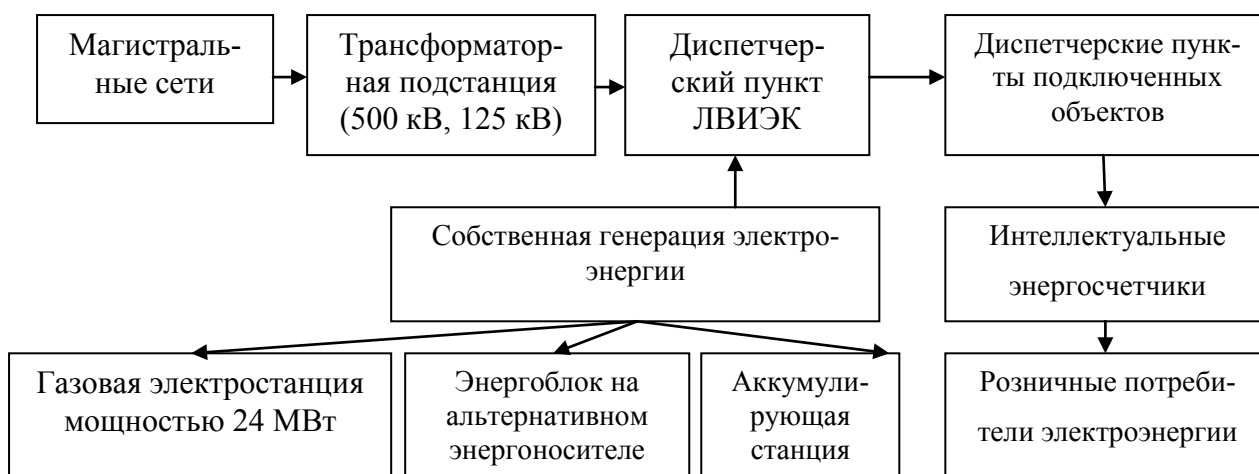 Магистраль-
ные сети
Трансформатор-
ная подстанция
(500 кВ, 125 кВ)
Диспетчер-
ский пункт
ЛВИЭК
Диспетчерские пунк-
ты подключенных
объектов
Собственная генерация электро-
энергии
Интеллектуальные
энергосчетчики
Газовая электростанция
мощностью 24 МВт
Энергоблок на
альтернативном
энергоносителе
Аккумули-
рующая
станция
Розничные потреби-
тели электроэнергии